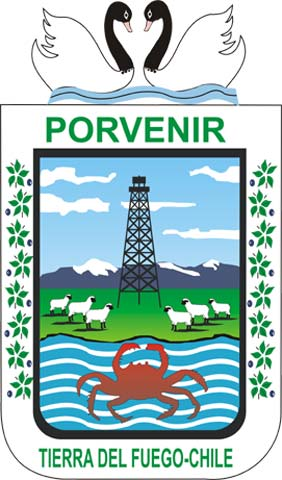 PORVENIR
TIERRA DEL FUEGO-CHILE